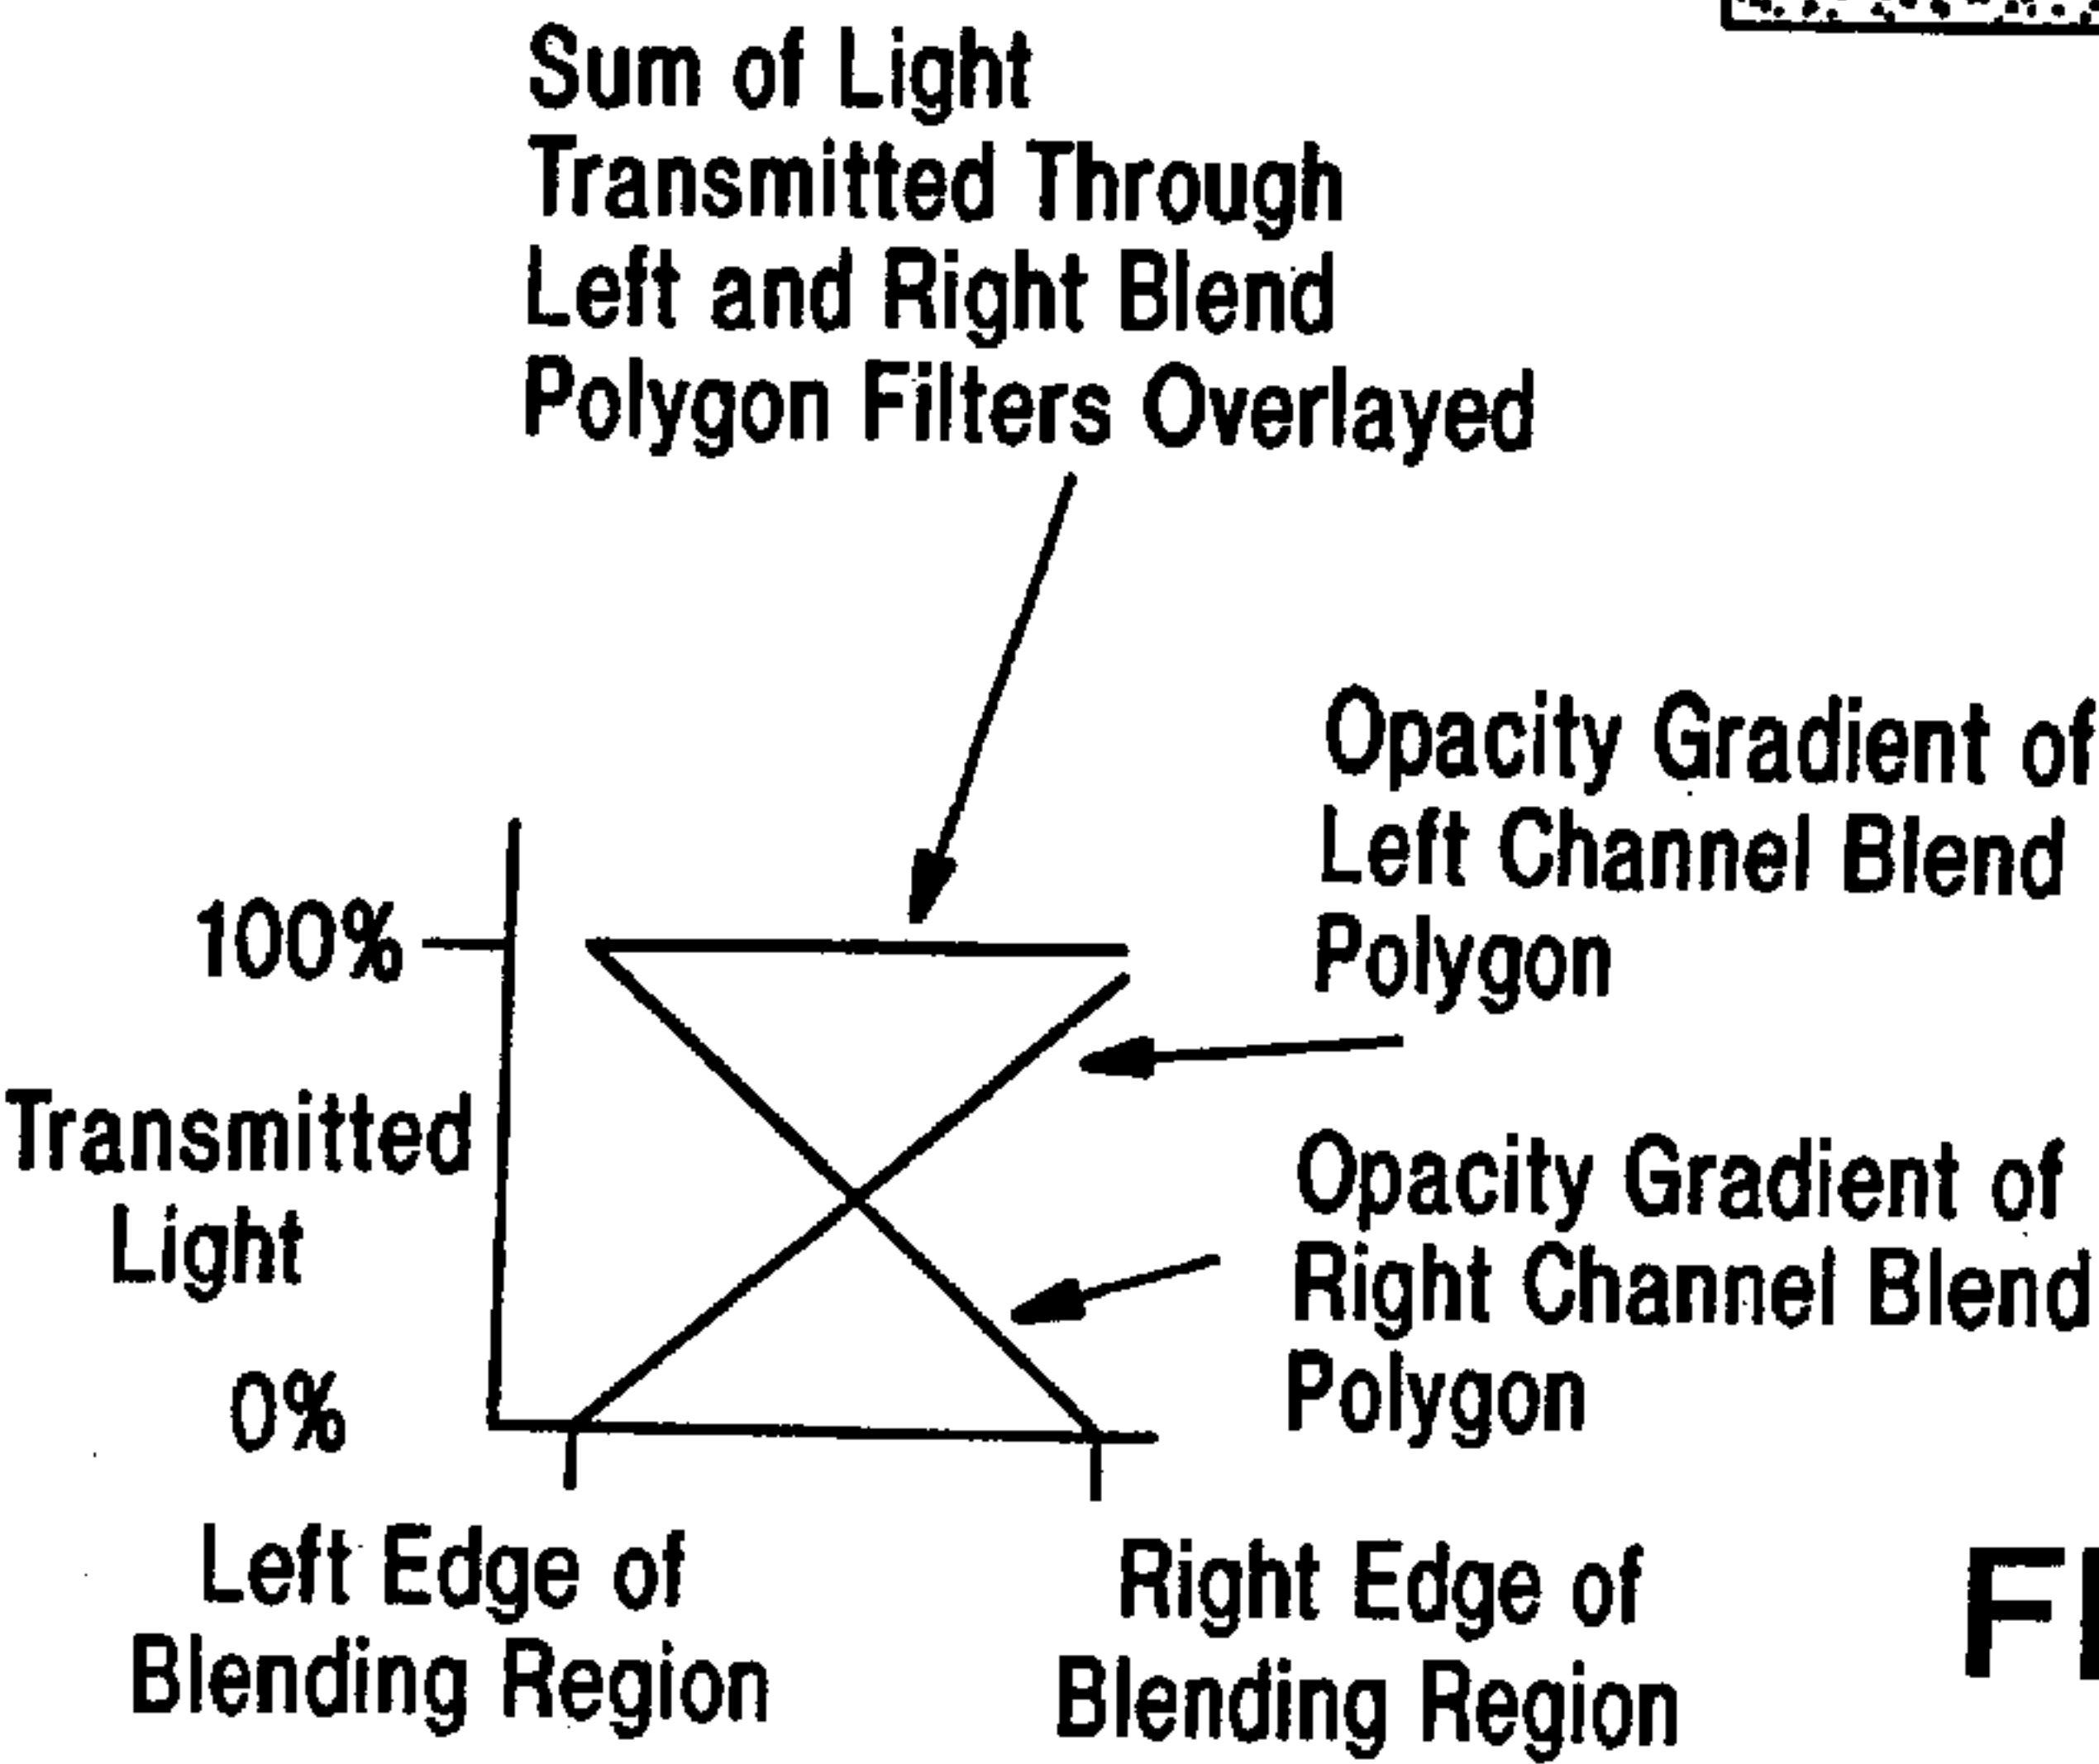 Sum of Light
Transmitted Through
Left and Right Blend
Polygon Filters Overlayed
Opacity Gradient of
Left Channel Blend
Polygon
100%
Transmitted
Light
Opacity Gradient of
Right Channel Blend
Polygon
0%
Left Edge of
Blending Region
Right Edge of
Blending Region